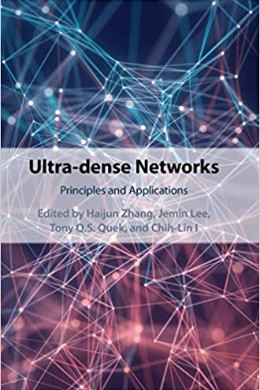 Ultra-dense Networks
Principles and Applications
Edited by Haijun Zhang, Jemin Lee,
Tony Q.S. Quek, and Chih-Lin I